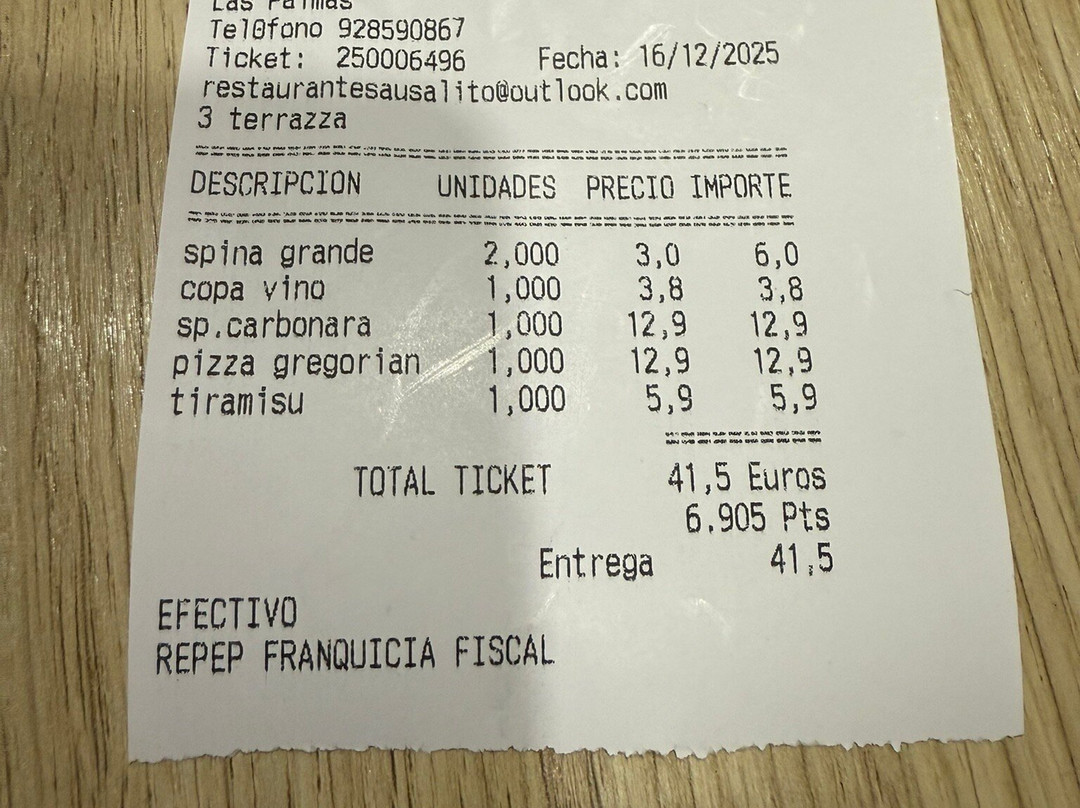 Las Palmas
Tel0fono 928590867
Ticket: 250006496 Fecha: 16/12/2025
restaurantesausalito@outlook.com
3 terrazza
DESCRIPCION UNIDADES PRECIO IMPORTE
spina grande 2,000 3,0 6,0
copa vino 1,000 3,8 3,8
sp.carbonara 1,000 12,9 12,9
pizza gregorian 1,000 12,9 12,9
tiramisu 1,000 5,9 5,9
TOTAL TICKET 41,5 Euros
6.905 Pts
Entrega 41,5
EFECTIVO
REPEP FRANQUICIA FISCAL